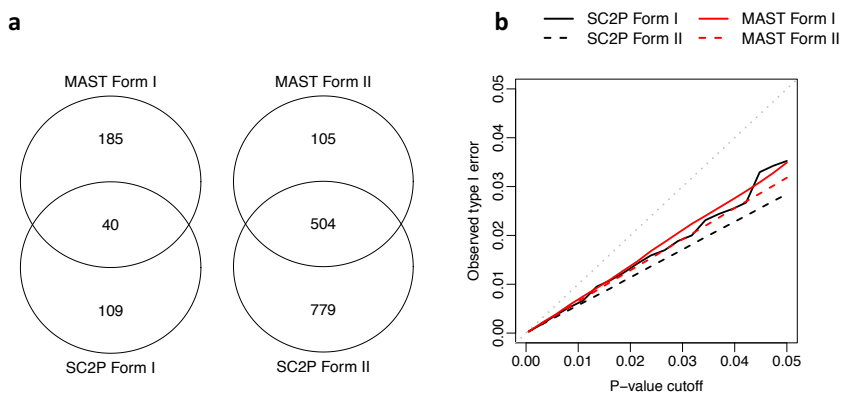 a
MAST Form I
185
40
109
SC2P Form I
MAST Form II
105
504
779
SC2P Form II
b
SC2P Form I
SC2P Form II
MAST Form I
MAST Form II
Observed type I error
0.00
0.01
0.02
0.03
0.04
0.05
0.00
0.01
0.02
0.03
0.04
0.05
P−value cutoff